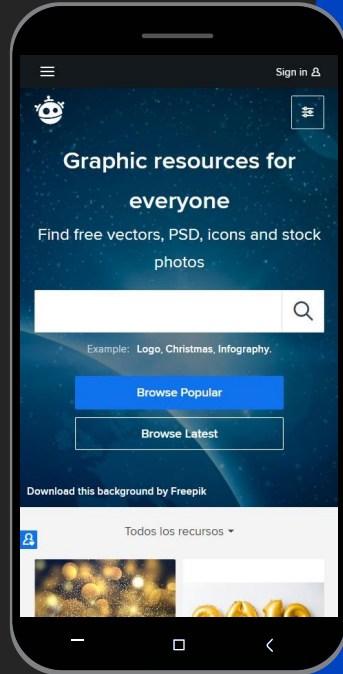 Sign in
Graphic resources for
everyone
Find free vectors, PSD, icons and stock
photos
Example: Logo, Christmas, Infography.
Browse Popular
Browse Latest
Download this background by Freepik
Todos los recursos
2019